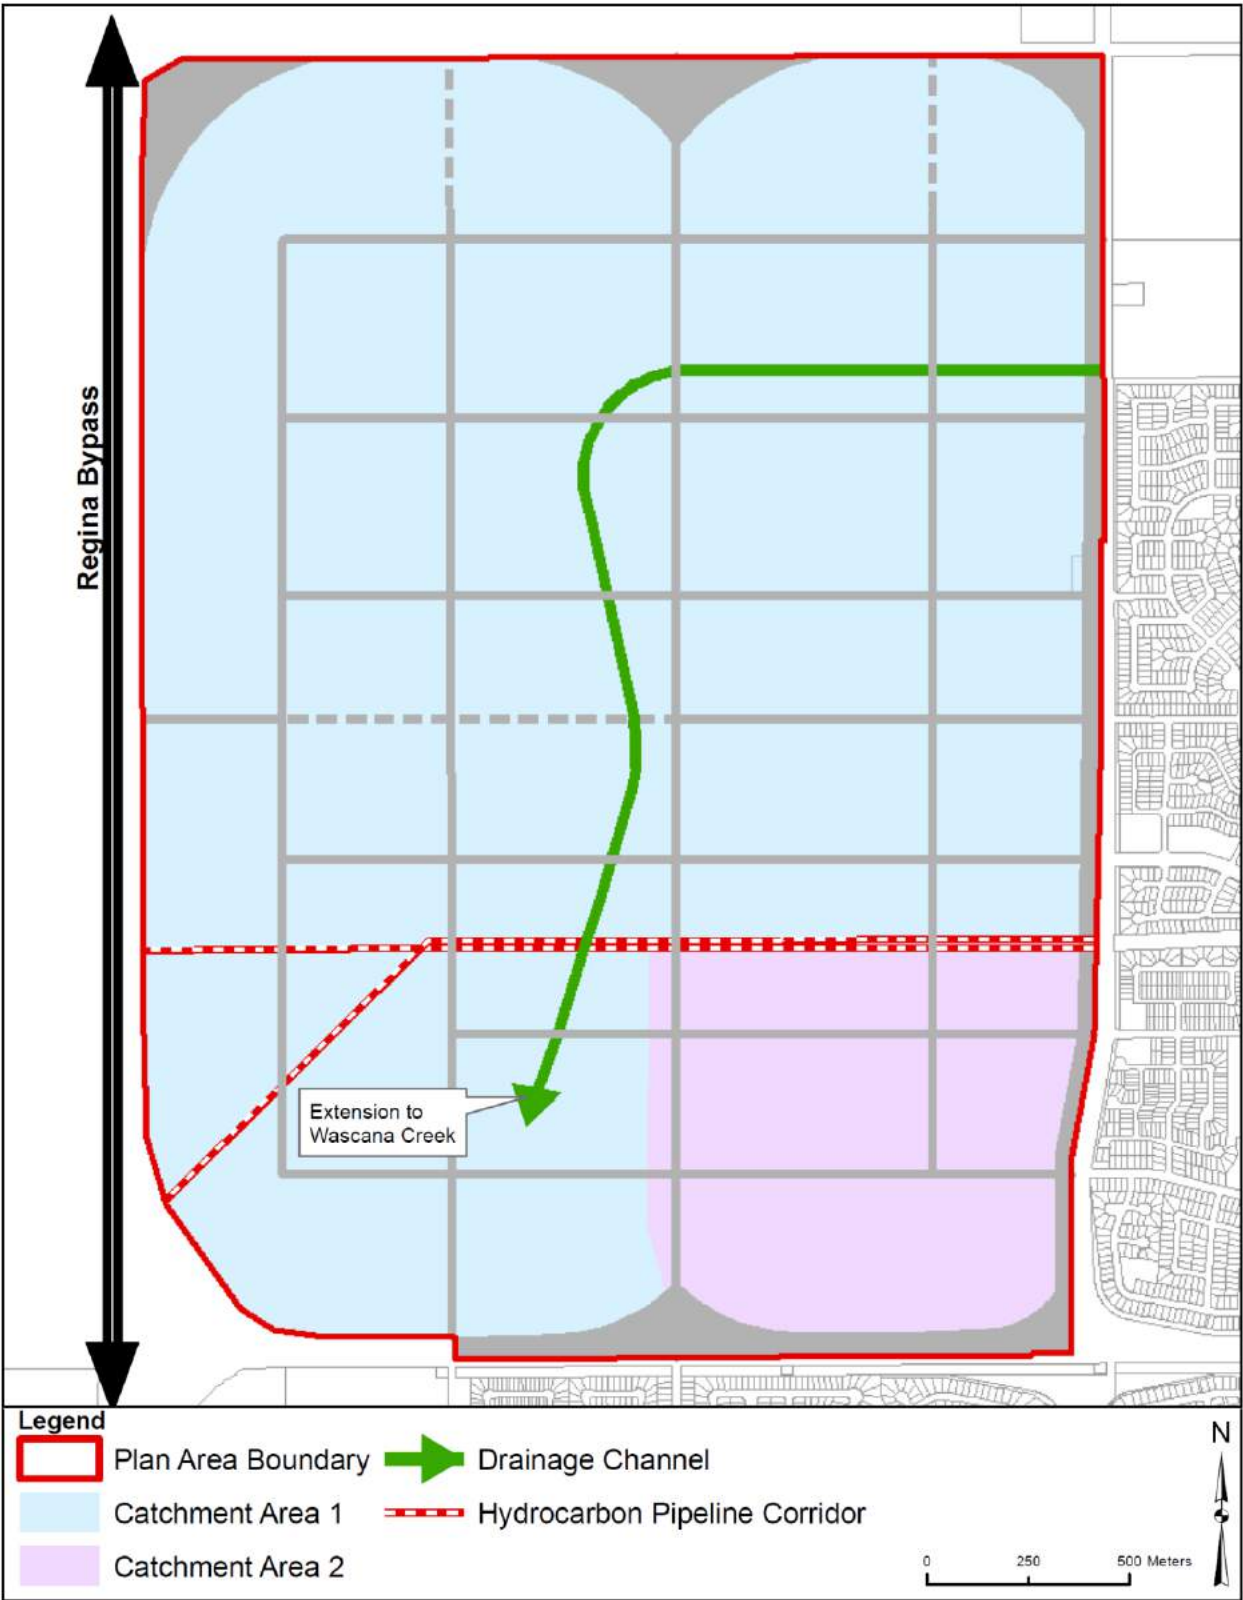 Regina Bypass
Extension to
Wascana Creek
Legend
Plan Area Boundary
Drainage Channel
Catchment Area 1
Hydrocarbon Pipeline Corridor
Catchment Area 2
N
0 250 500 Meters